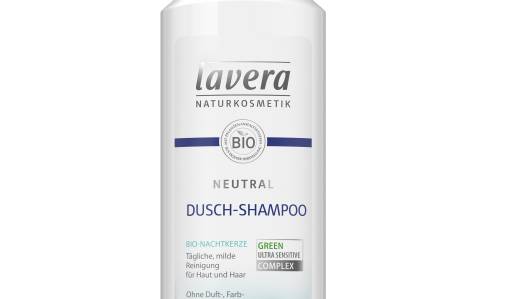 lavera
NATURKOSMETIK
BIO
NEUTRAL
DUSCH-SHAMPOO
BIO-NACHTKERZE
Tägliche, milde
Reinigung
für Haut und Haar
GREEN
ULTRA SENSITIVE
COMPLEX
Ohne Duft-, Farb-